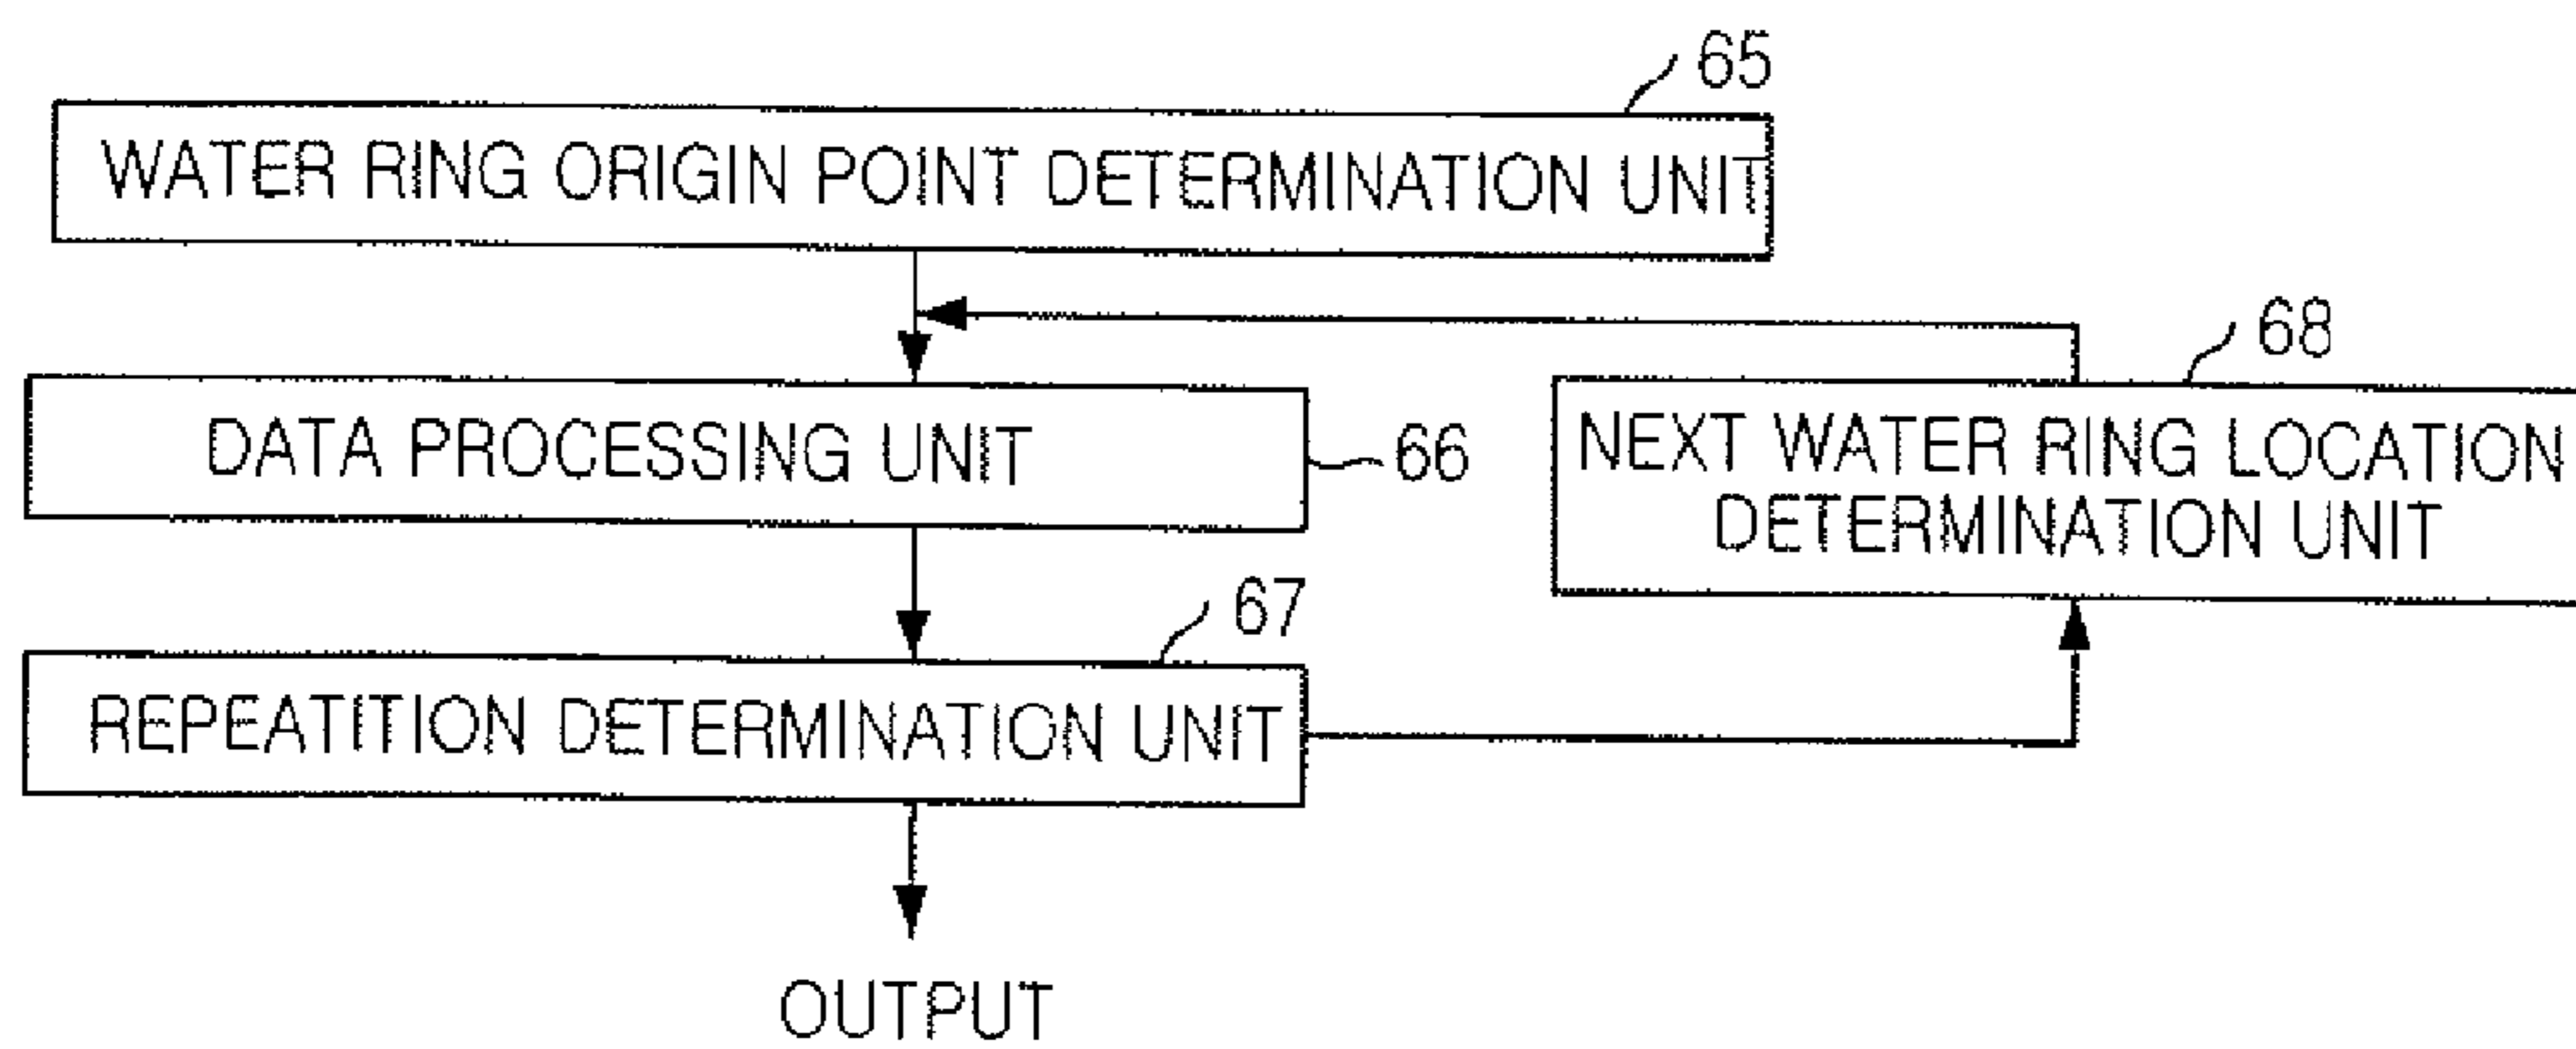 65
WATER RING ORIGIN POINT DETERMINATION UNIT
68
DATA PROCESSING UNIT
66
NEXT WATER RING LOCATION
DETERMINATION UNIT
67
REPEATITION DETERMINATION UNIT
OUTPUT